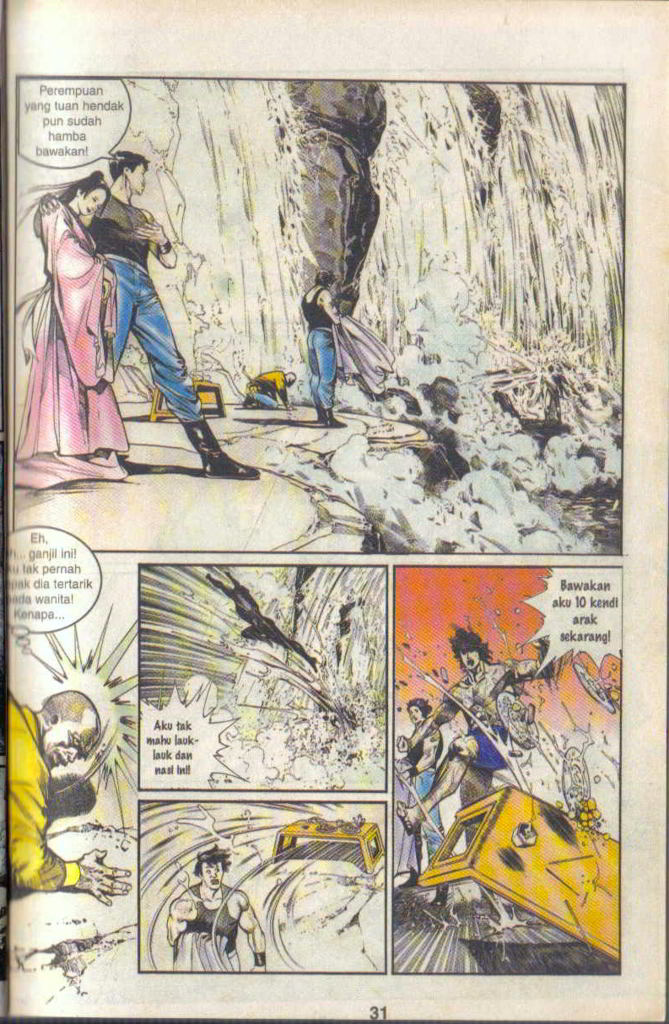 Perempuan
yang tuan hendak
pun sudah
hamba
bawakan!
Eh,
ganjil ini!
tak pernah
dia tertarik
wanita!
Kenapa...
Aku tak
mahu lauk-
lauk dan
nasi ini!
Bawakan
aku 10 kendi
arak
sekarang!
31